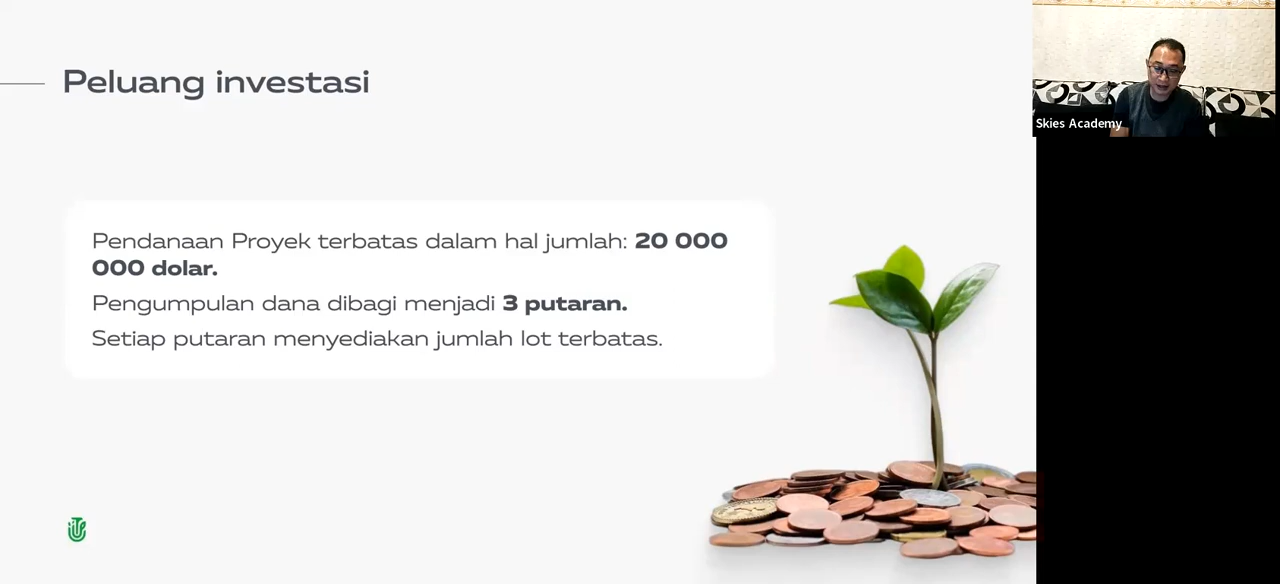 Peluang investasi
Pendanaan Proyek terbatas dalam hal jumlah: 20 000
000 dolar.
Pengumpulan dana dibagi menjadi 3 putaran.
Setiap putaran menyediakan jumlah lot terbatas.
Skies Academy